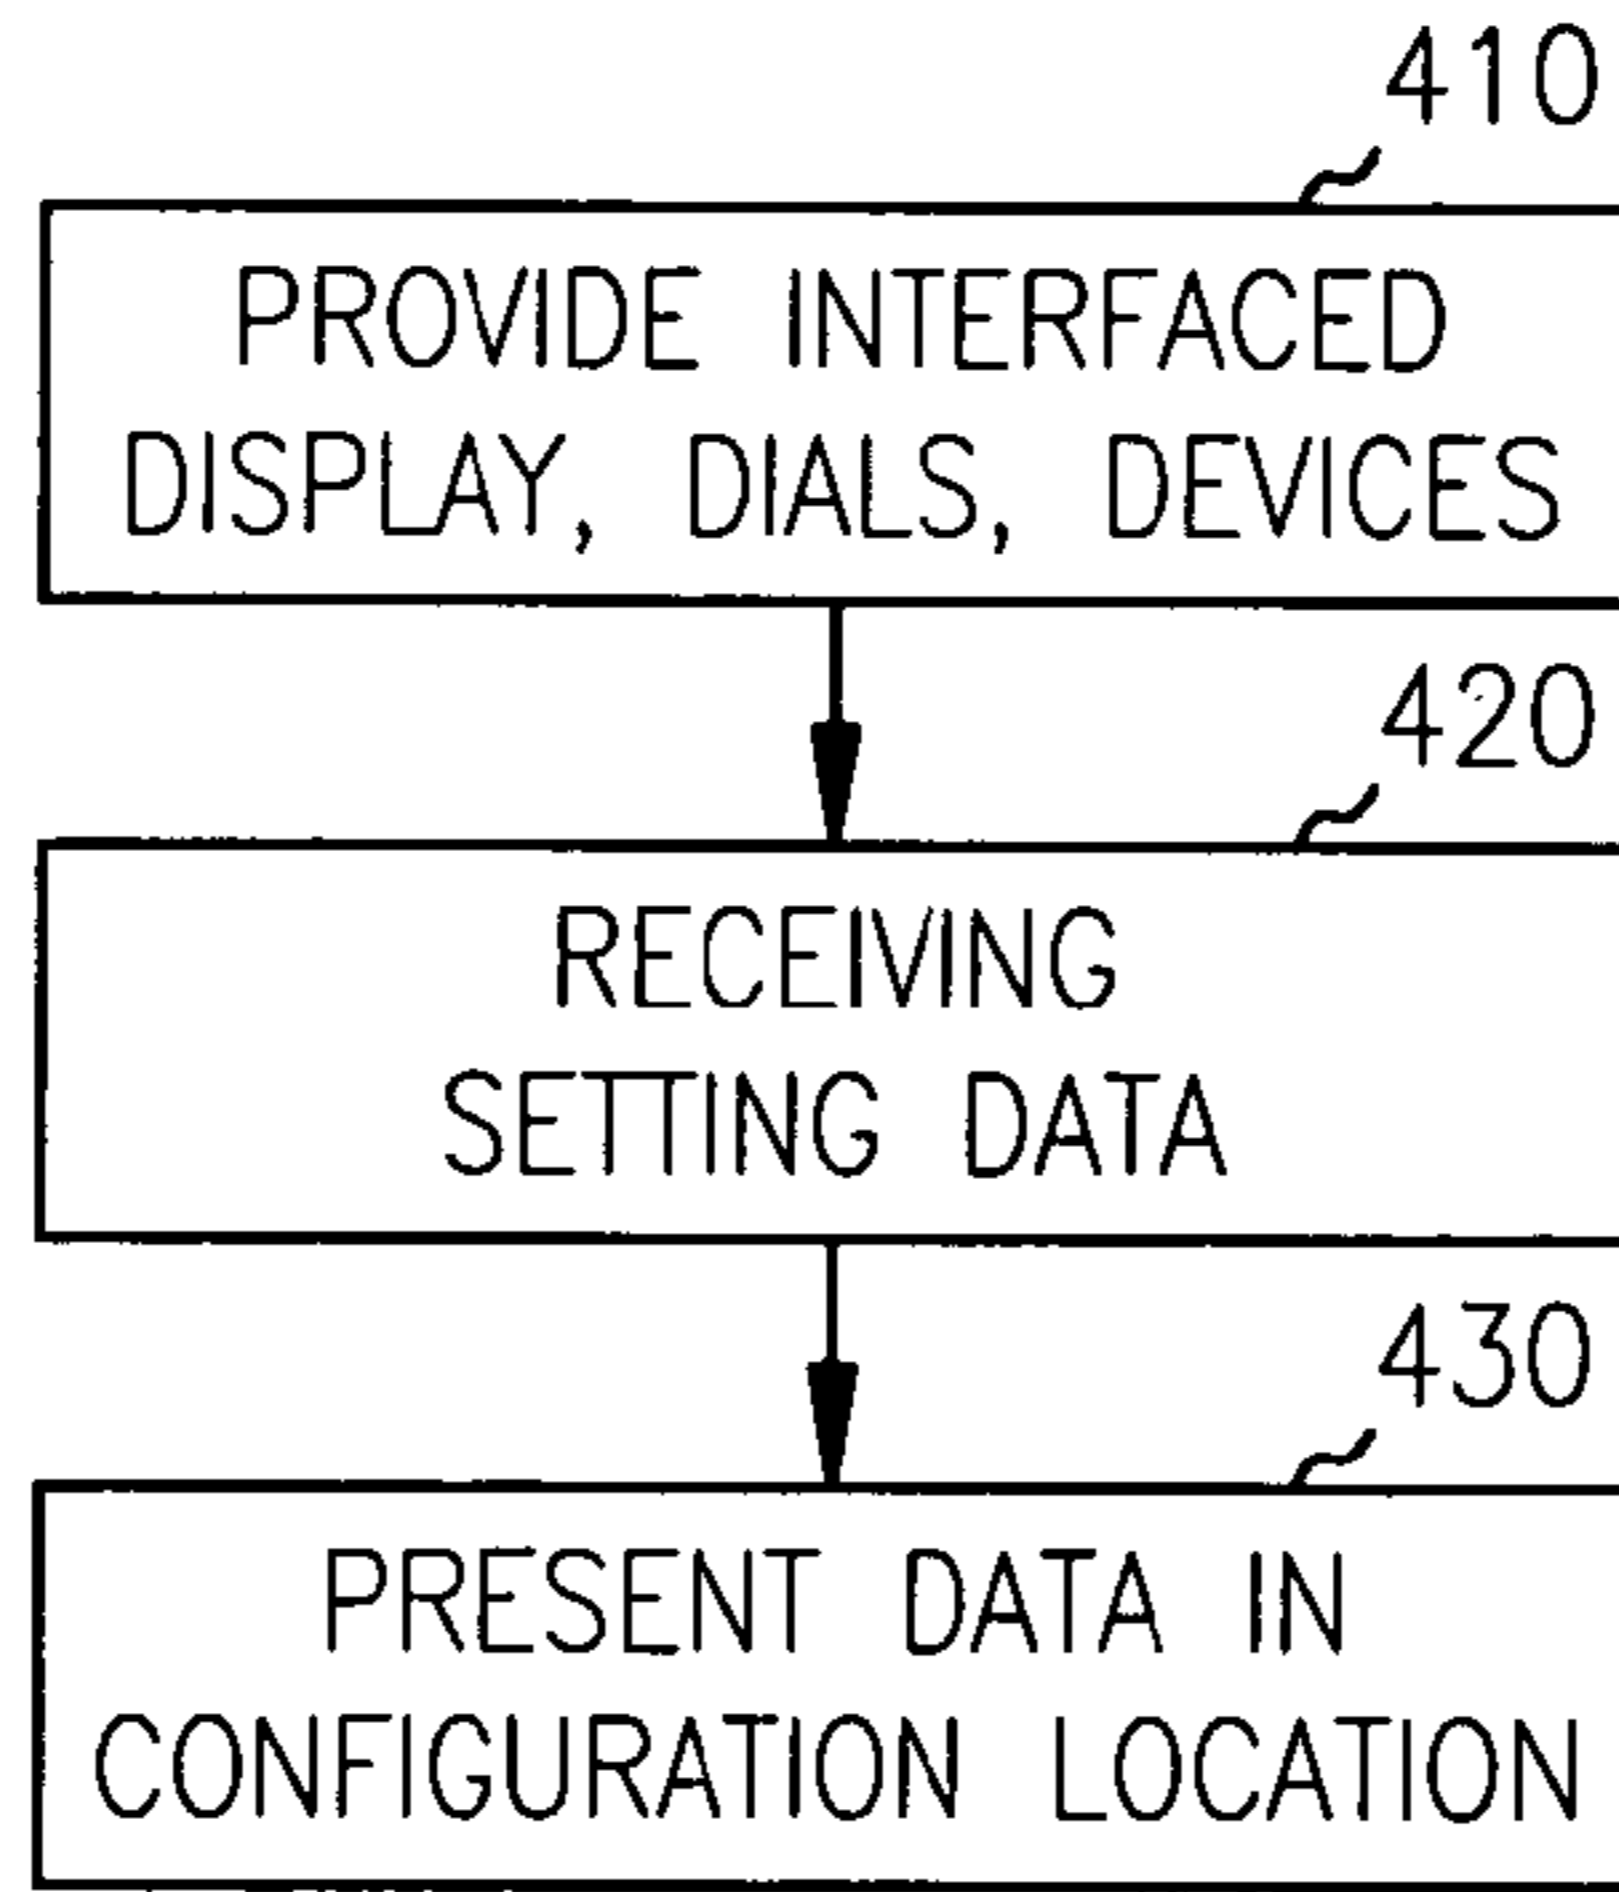 410
PROVIDE INTERFACED
DISPLAY, DIALS, DEVICES
420
RECEIVING
SETTING DATA
430
PRESENT DATA IN
CONFIGURATION LOCATION